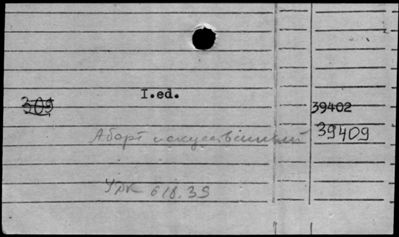 I.ed.
309 39402
Аборт искусственный 39409
УДК 618.39